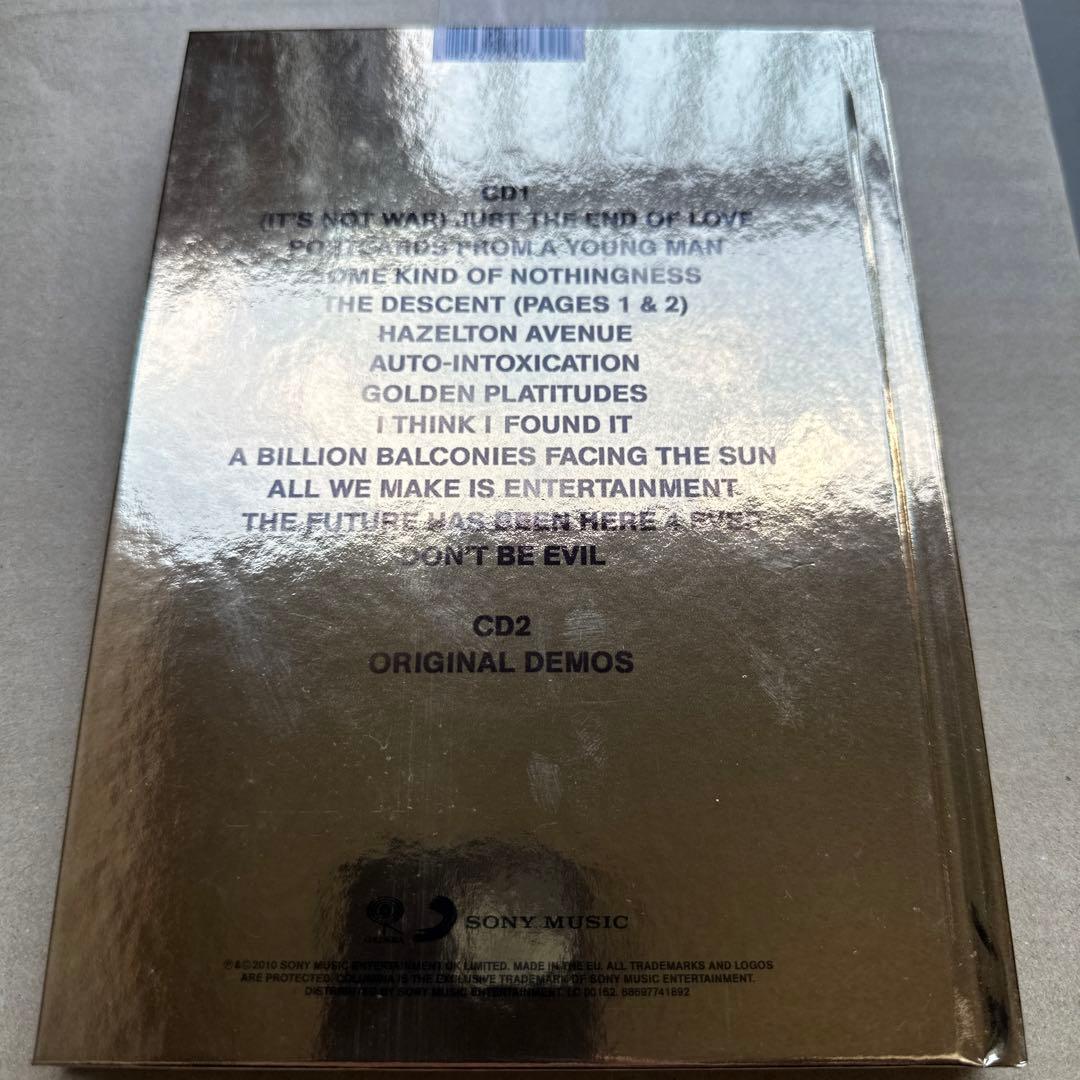 CD1
(IT'S NOT WAR) JUST THE END OF LOVE
POSTCARDS FROM A YOUNG MAN
SOME KIND OF NOTHINGNESS
THE DESCENT (PAGES 1 & 2)
HAZELTON AVENUE
AUTO-INTOXICATION
GOLDEN PLATITUDES
I THINK I FOUND IT
A BILLION BALCONIES FACING THE SUN
ALL WE MAKE IS ENTERTAINMENT
THE FUTURE HAS BEEN HERE 4 EVER
DON'T BE EVIL
CD2
ORIGINAL DEMOS
COLUMBIA
SONY MUSIC
℗&©2010 SONY MUSIC ENTERTAINMENT UK LIMITED. MADE IN THE EU. ALL TRADEMARKS AND LOGOS
ARE PROTECTED. COLUMBIA IS THE EXCLUSIVE TRADEMARK OF SONY MUSIC ENTERTAINMENT.
DISTRIBUTED BY SONY MUSIC ENTERTAINMENT. LC 00162. 88697741892